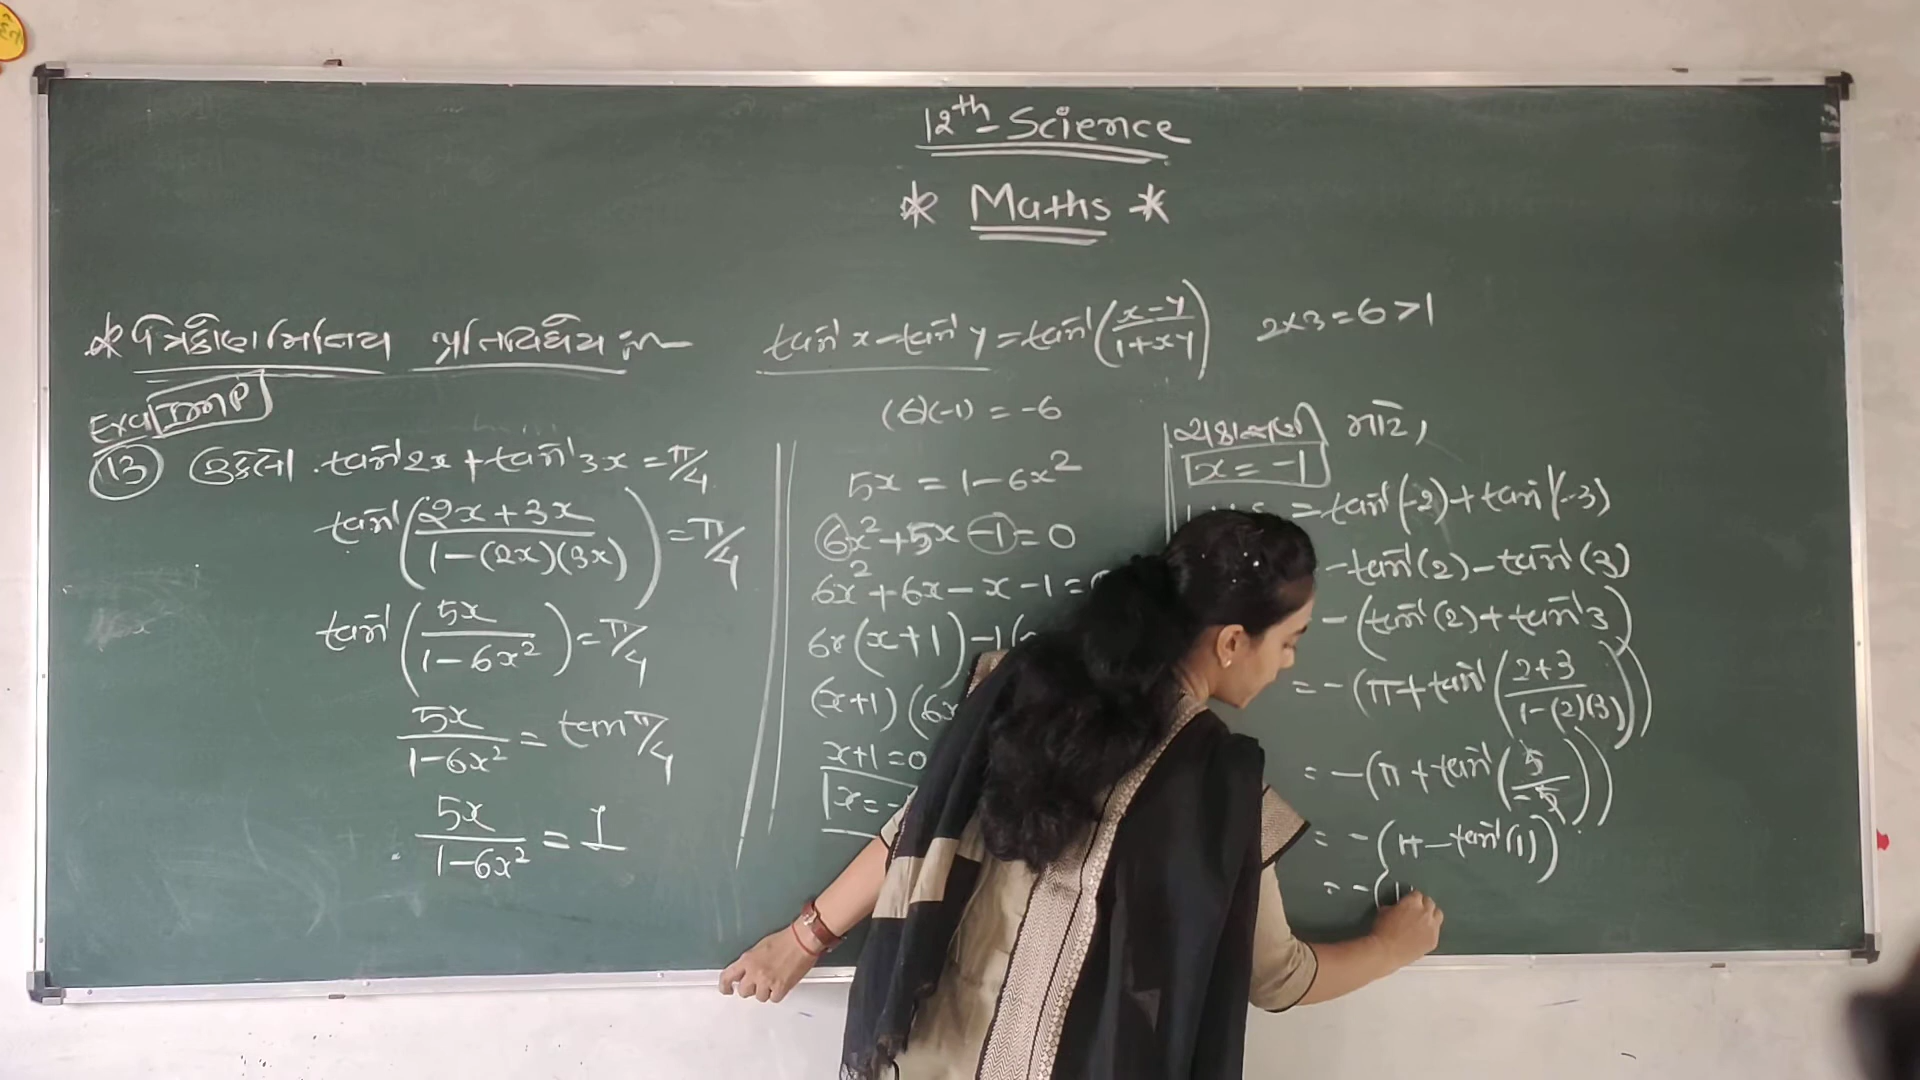 12th-Science
* Maths *
* ત્રિકોણમિતિય પ્રતિવિધેય :-
tan⁻¹x - tan⁻¹y = tan⁻¹((x-y)/(1+xy))
2×3 = 6 > 1
IMP
(13) ઉકેલો. tan⁻¹2x + tan⁻¹3x = π/4
tan⁻¹((2x+3x)/(1-(2x)(3x))) = π/4
tan⁻¹(5x/(1-6x²)) = π/4
5x/(1-6x²) = tan π/4
5x/(1-6x²) = 1
(6)(-1) = -6
5x = 1-6x²
6x²+5x-1=0
6x²+6x-x-1=
6x(x+1)-1(
(x+1)(6x
x+1=0
x=-
માટે,
x = -1
= tan⁻¹(-2)+tan⁻¹(-3)
-tan⁻¹(2)-tan⁻¹(3)
-(tan⁻¹(2)+tan⁻¹3)
= -(π+tan⁻¹((2+3)/(1-(2)(3))))
= -(π+tan⁻¹(5/-5))
= -(π-tan⁻¹(1))
= -(